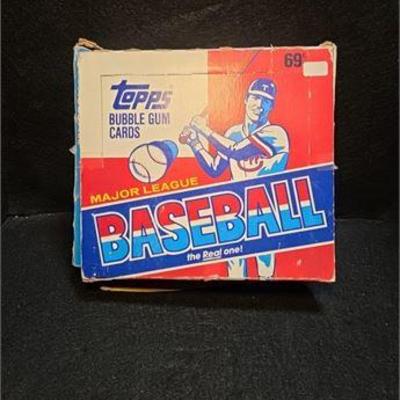 69¢
topps
BUBBLE GUM
CARDS
T
MAJOR LEAGUE
BASEBALL
the Real one!